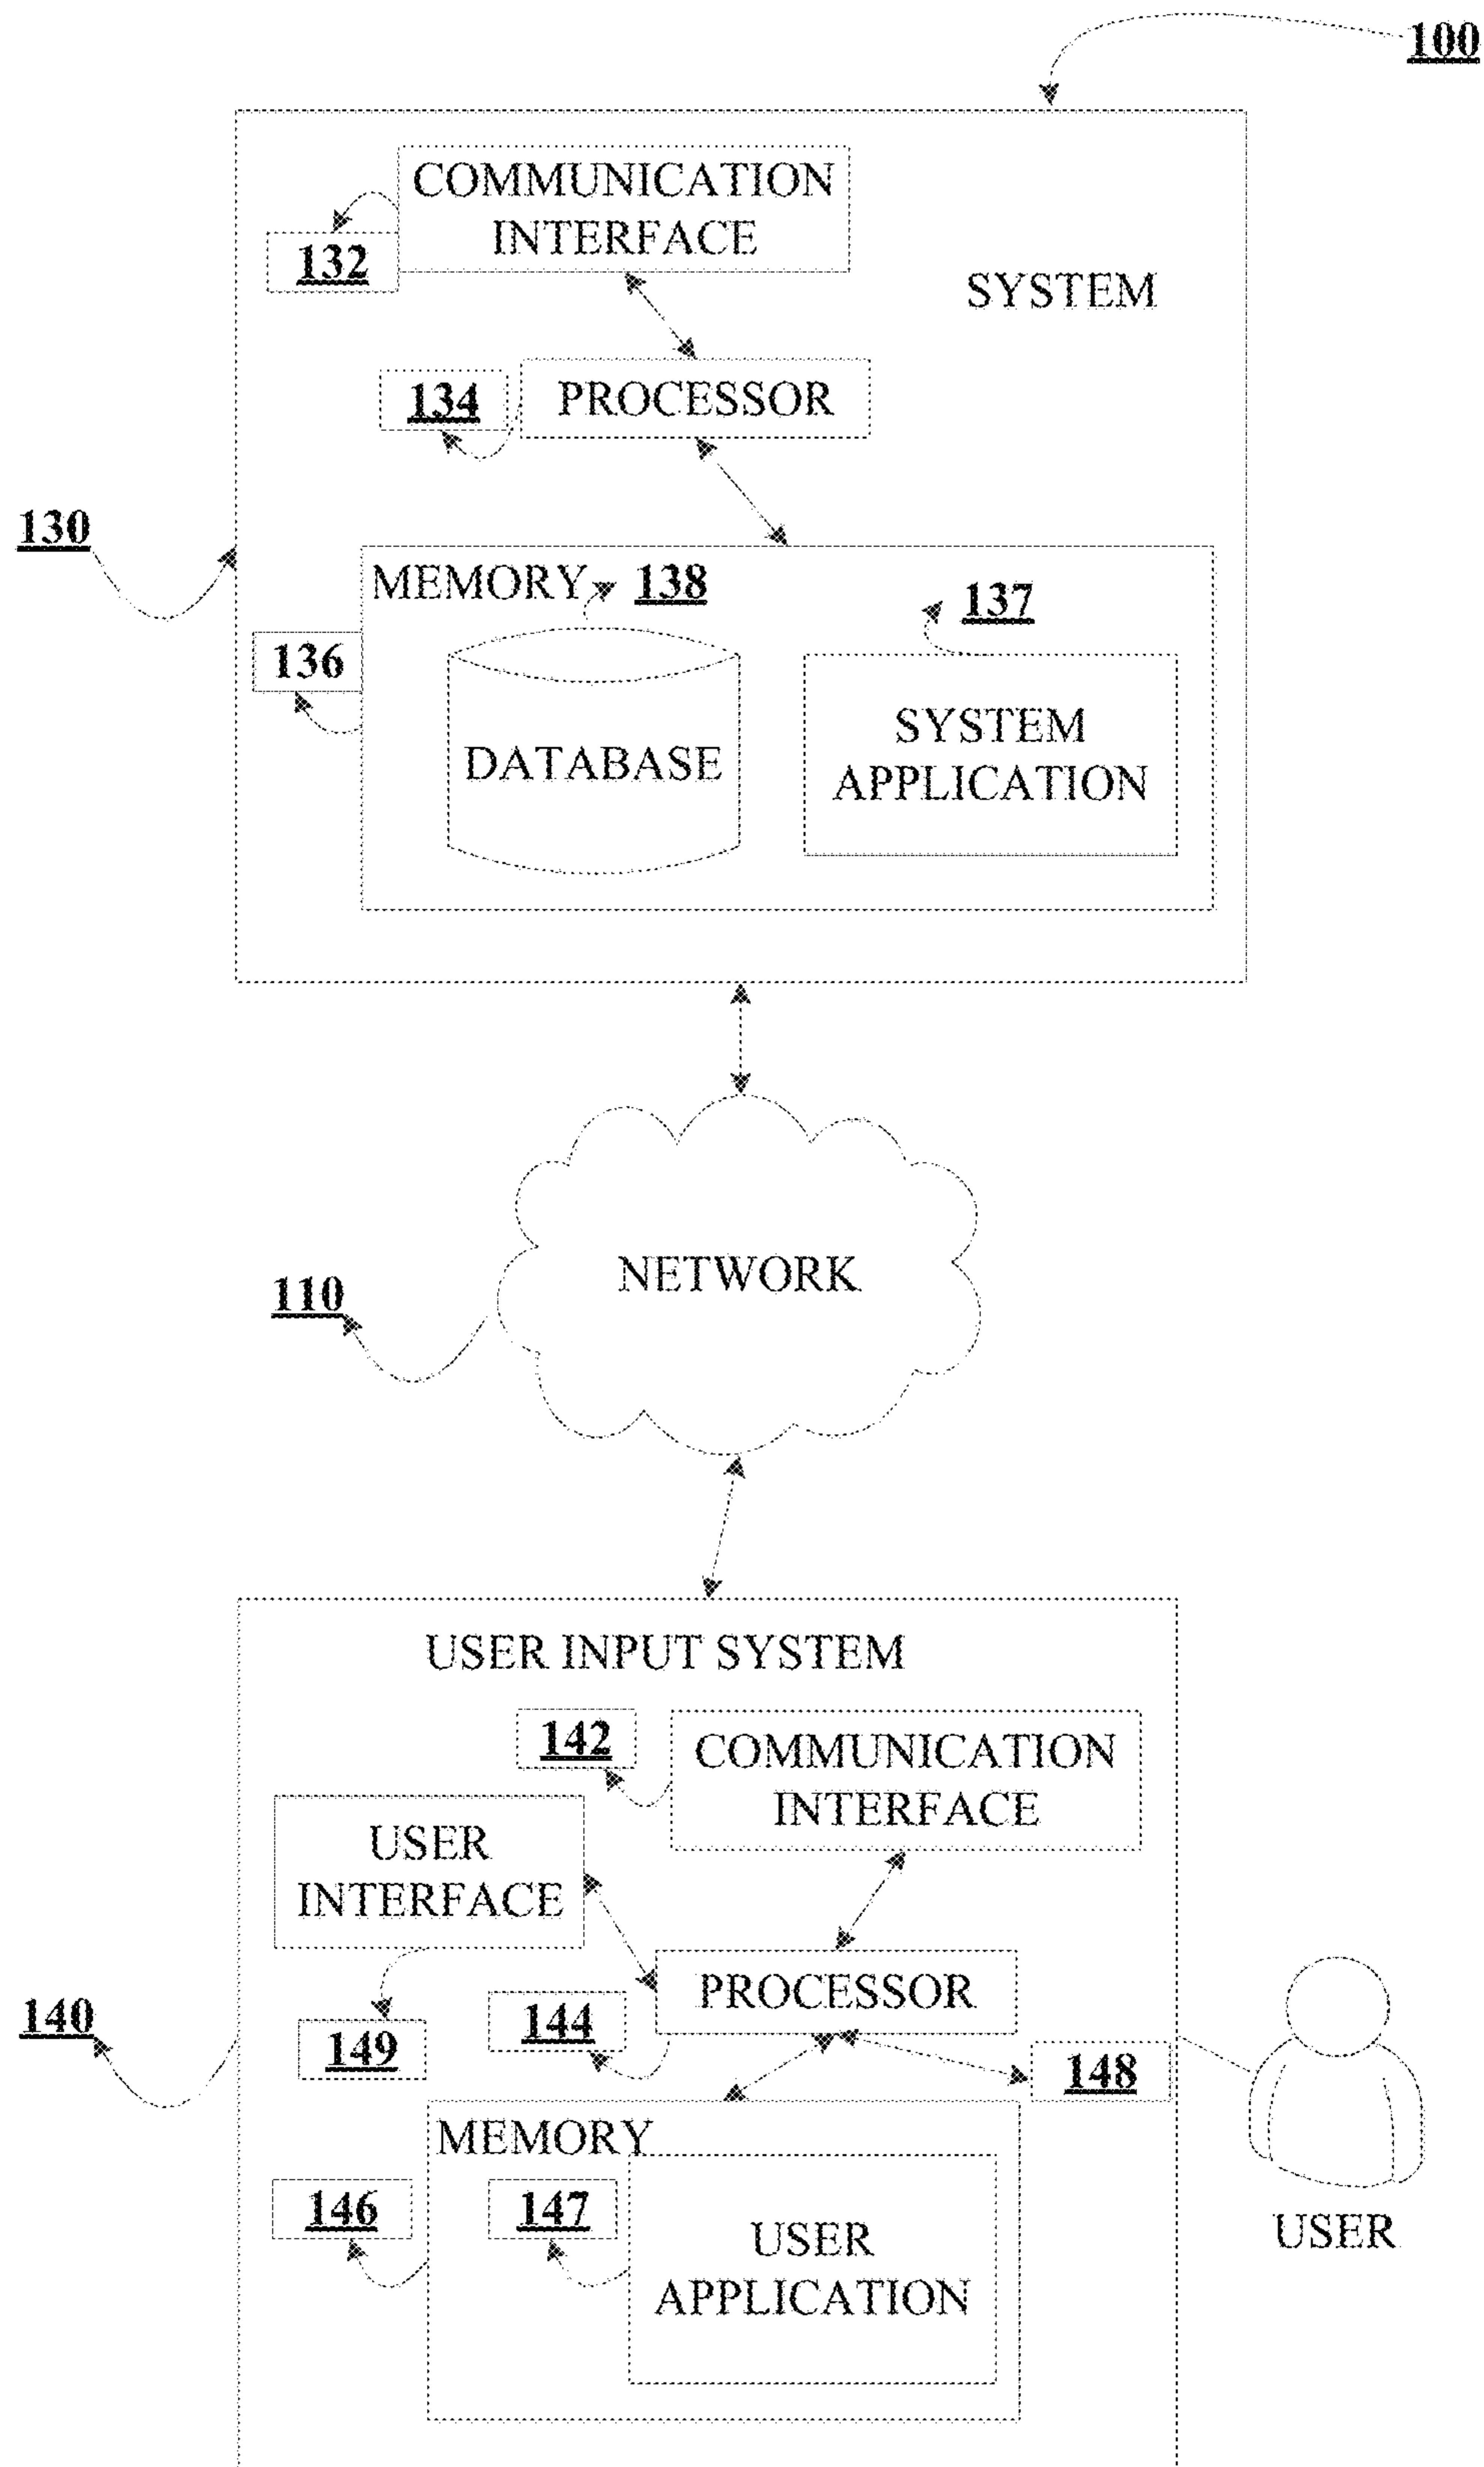 100
COMMUNICATION
INTERFACE
132
SYSTEM
134
PROCESSOR
130
MEMORY
138
137
136
DATABASE
SYSTEM
APPLICATION
NETWORK
110
USER INPUT SYSTEM
142
COMMUNICATION
INTERFACE
USER
INTERFACE
PROCESSOR
144
140
149
148
MEMORY
146
147
USER
APPLICATION
USER